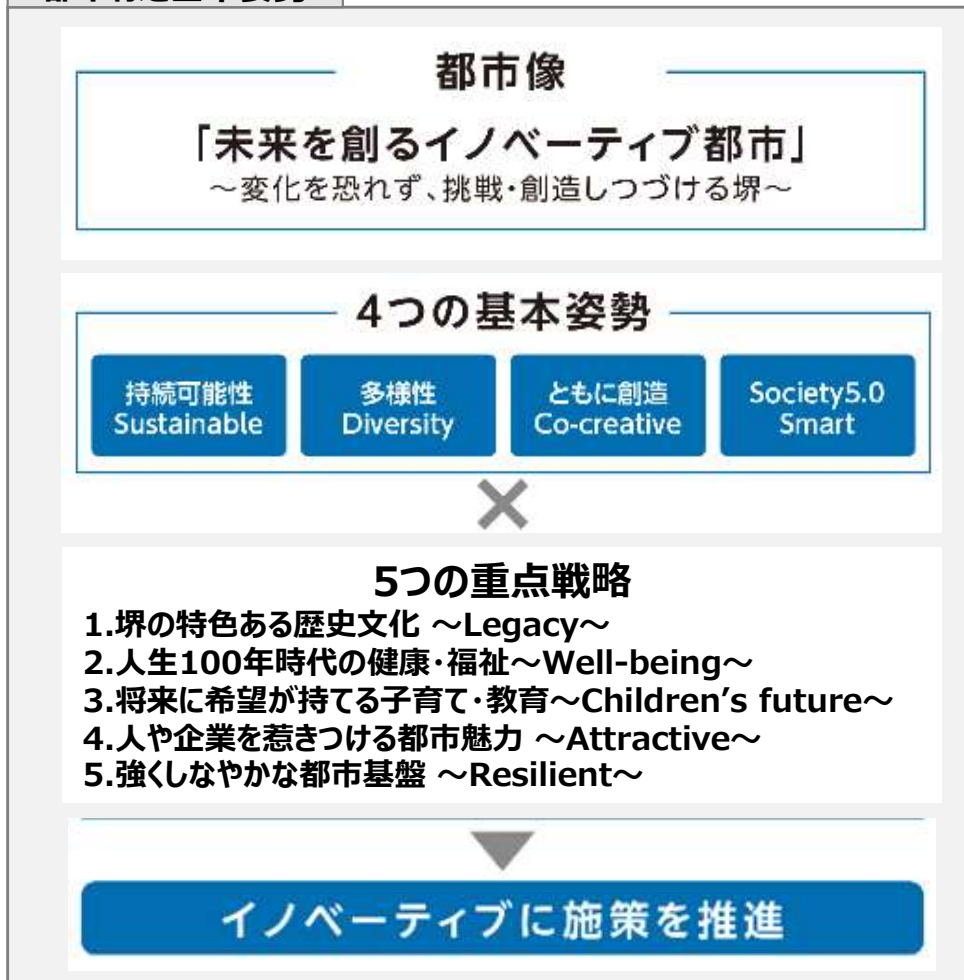 都市像
「未来を創るイノベーティブ都市」
～変化を恐れず、挑戦・創造しつづける堺～
4つの基本姿勢
持続可能性
Sustainable
多様性
Diversity
ともに創造
Co-creative
Society5.0
Smart
×
5つの重点戦略
1.堺の特色ある歴史文化 ～Legacy～
2.人生100年時代の健康・福祉～Well-being～
3.将来に希望が持てる子育て・教育～Children’s future～
4.人や企業を惹きつける都市魅力 ～Attractive～
5.強くしなやかな都市基盤 ～Resilient～
イノベーティブに施策を推進